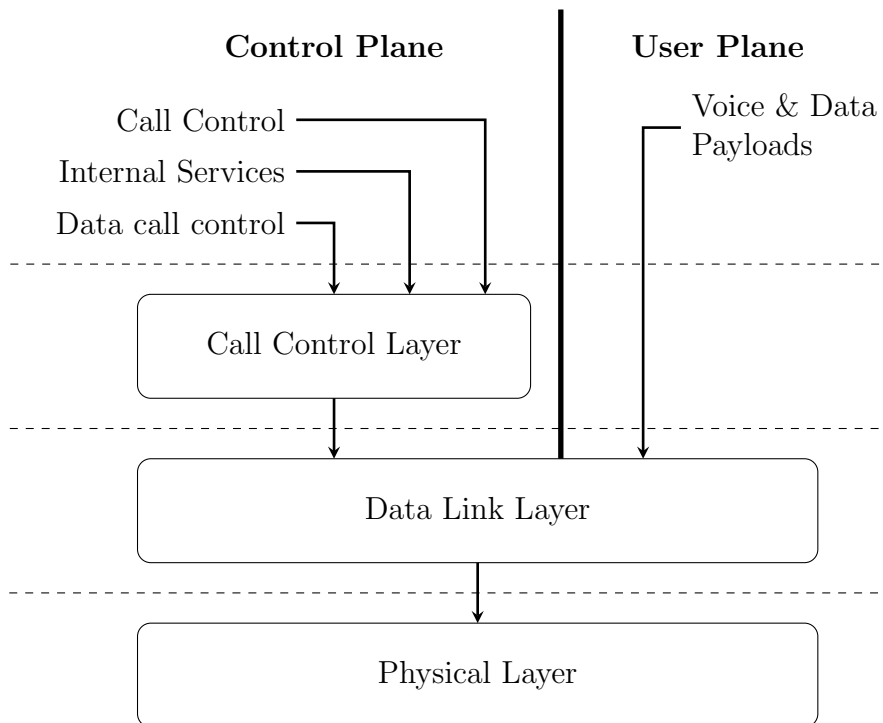 Control Plane
User Plane
Call Control
Internal Services
Data call control
Voice & Data
Payloads
Call Control Layer
Data Link Layer
Physical Layer